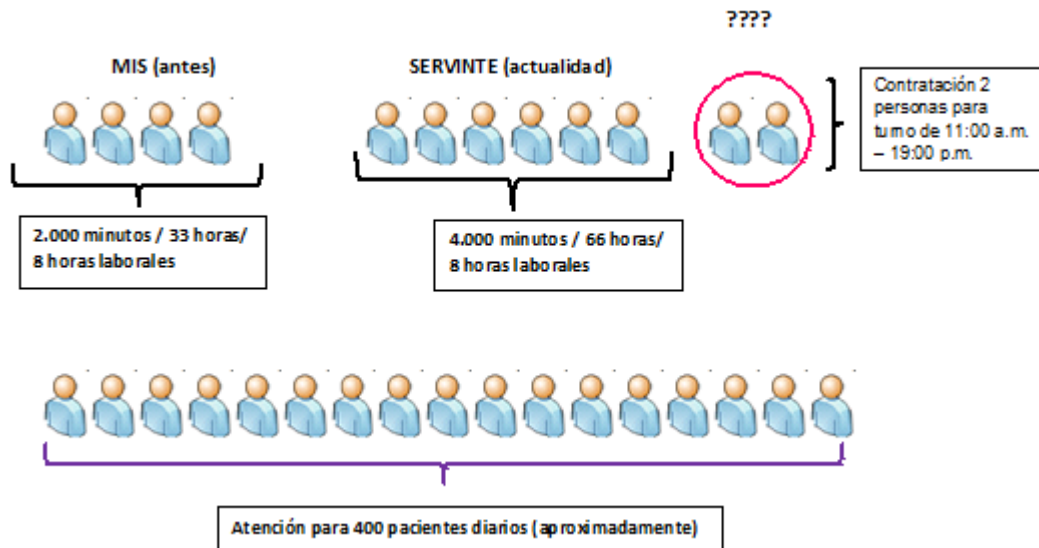 ????
MIS (antes)
SERVINTE (actualidad)
Contratación 2
personas para
turno de 11:00 a.m.
– 19:00 p.m.
2.000 minutos / 33 horas/
8 horas laborales
4.000 minutos / 66 horas/
8 horas laborales
Atención para 400 pacientes diarios (aproximadamente)